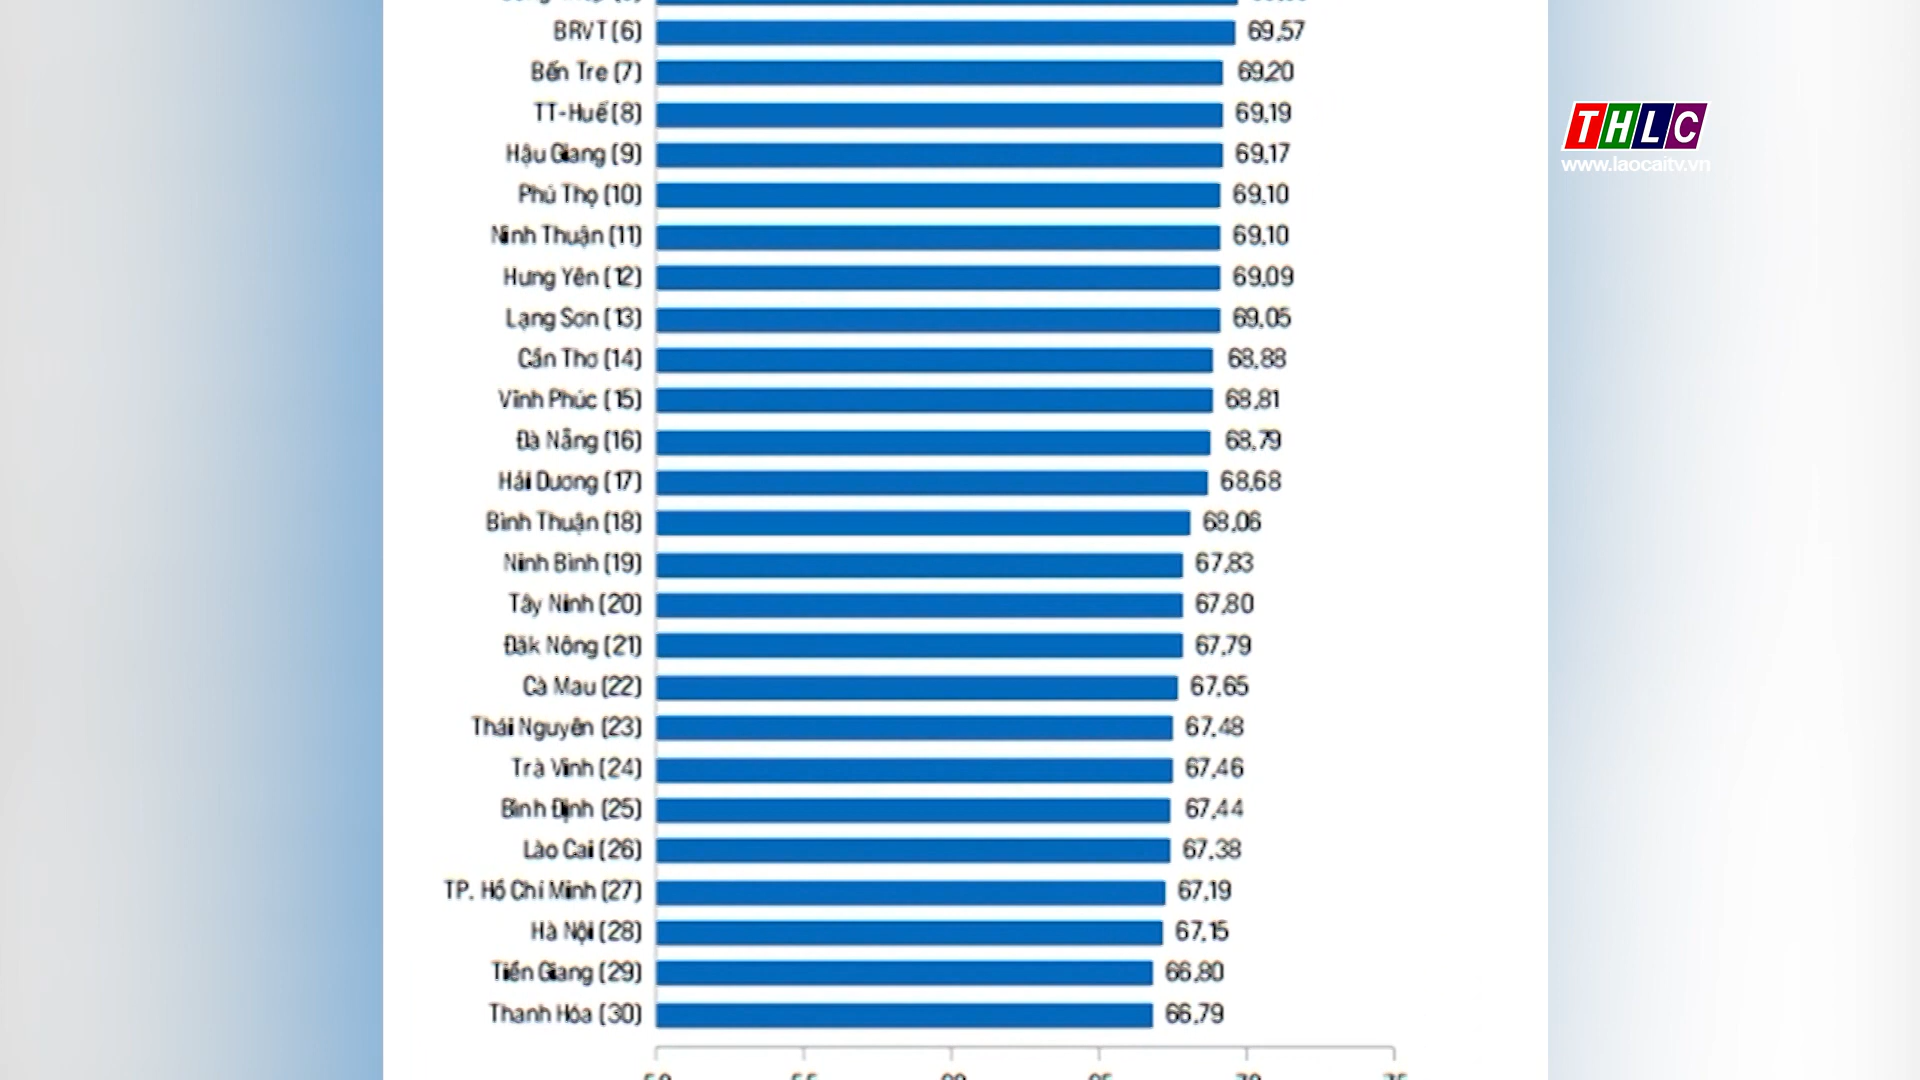 BRVT (6) 69,57
Bến Tre (7) 69,20
TT-Huế (8) 69,19
Hậu Giang (9) 69,17
Phú Thọ (10) 69,10
Ninh Thuận (11) 69,10
Hưng Yên (12) 69,09
Lạng Sơn (13) 69,05
Cần Thơ (14) 68,88
Vĩnh Phúc (15) 68,81
Đà Nẵng (16) 68,79
Hải Dương (17) 68,68
Bình Thuận (18) 68,06
Ninh Bình (19) 67,83
Tây Ninh (20) 67,80
Đăk Nông (21) 67,79
Cà Mau (22) 67,65
Thái Nguyên (23) 67,48
Trà Vinh (24) 67,46
Bình Định (25) 67,44
Lào Cai (26) 67,38
TP. Hồ Chí Minh (27) 67,19
Hà Nội (28) 67,15
Tiền Giang (29) 66,80
Thanh Hóa (30) 66,79
THLC
www.laocaitv.vn